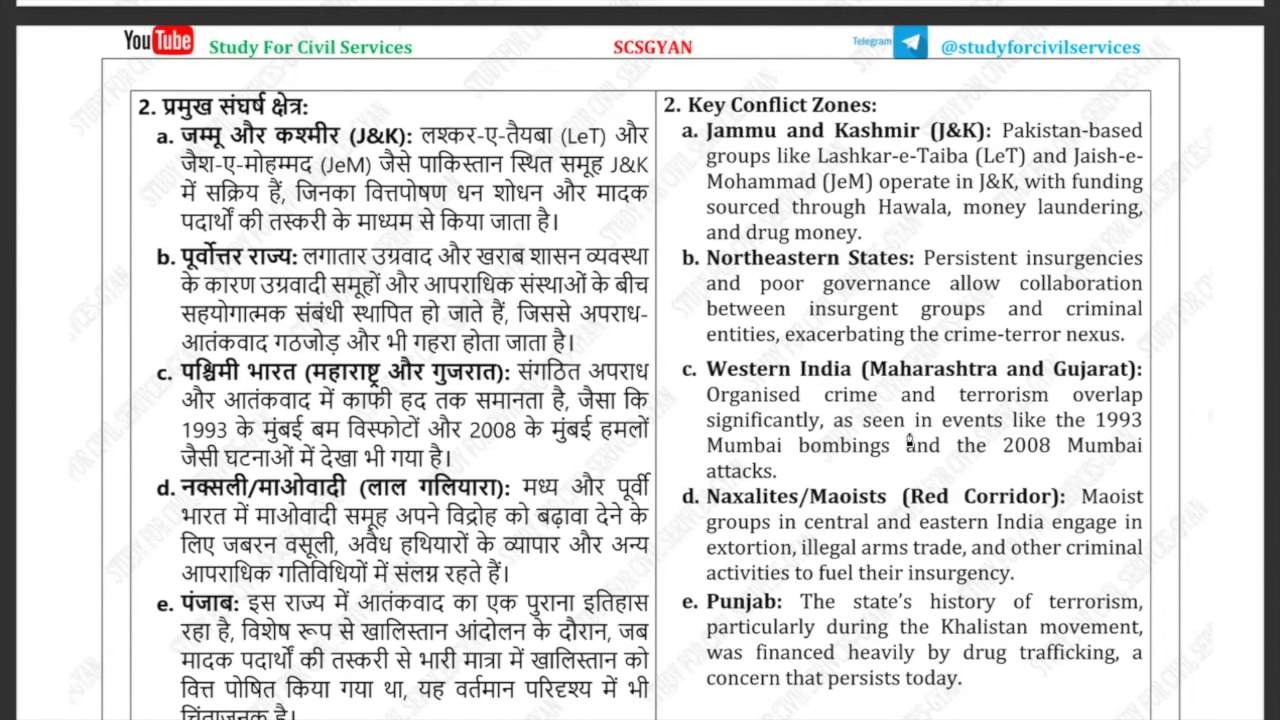 YouTube Study For Civil Services SCSGYAN Telegram @studyforcivilservices
2. प्रमुख संघर्ष क्षेत्र:
a. जम्मू और कश्मीर (J&K): लश्कर-ए-तैयबा (LeT) और
जैश-ए-मोहम्मद (JeM) जैसे पाकिस्तान स्थित समूह J&K
में सक्रिय हैं, जिनका वित्तपोषण धन शोधन और मादक
पदार्थों की तस्करी के माध्यम से किया जाता है।
b. पूर्वोत्तर राज्य: लगातार उग्रवाद और खराब शासन व्यवस्था
के कारण उग्रवादी समूहों और आपराधिक संस्थाओं के बीच
सहयोगात्मक संबंधी स्थापित हो जाते हैं, जिससे अपराध-
आतंकवाद गठजोड़ और भी गहरा होता जाता है।
c. पश्चिमी भारत (महाराष्ट्र और गुजरात): संगठित अपराध
और आतंकवाद में काफी हद तक समानता है, जैसा कि
1993 के मुंबई बम विस्फोटों और 2008 के मुंबई हमलों
जैसी घटनाओं में देखा भी गया है।
d. नक्सली/माओवादी (लाल गलियारा): मध्य और पूर्वी
भारत में माओवादी समूह अपने विद्रोह को बढ़ावा देने के
लिए जबरन वसूली, अवैध हथियारों के व्यापार और अन्य
आपराधिक गतिविधियों में संलग्न रहते हैं।
e. पंजाब: इस राज्य में आतंकवाद का एक पुराना इतिहास
रहा है, विशेष रूप से खालिस्तान आंदोलन के दौरान, जब
मादक पदार्थों की तस्करी से भारी मात्रा में खालिस्तान को
वित्त पोषित किया गया था, यह वर्तमान परिदृश्य में भी
चिंताजनक है।
2. Key Conflict Zones:
a. Jammu and Kashmir (J&K): Pakistan-based
groups like Lashkar-e-Taiba (LeT) and Jaish-e-
Mohammad (JeM) operate in J&K, with funding
sourced through Hawala, money laundering,
and drug money.
b. Northeastern States: Persistent insurgencies
and poor governance allow collaboration
between insurgent groups and criminal
entities, exacerbating the crime-terror nexus.
c. Western India (Maharashtra and Gujarat):
Organised crime and terrorism overlap
significantly, as seen in events like the 1993
Mumbai bombings and the 2008 Mumbai
attacks.
d. Naxalites/Maoists (Red Corridor): Maoist
groups in central and eastern India engage in
extortion, illegal arms trade, and other criminal
activities to fuel their insurgency.
e. Punjab: The state’s history of terrorism,
particularly during the Khalistan movement,
was financed heavily by drug trafficking, a
concern that persists today.